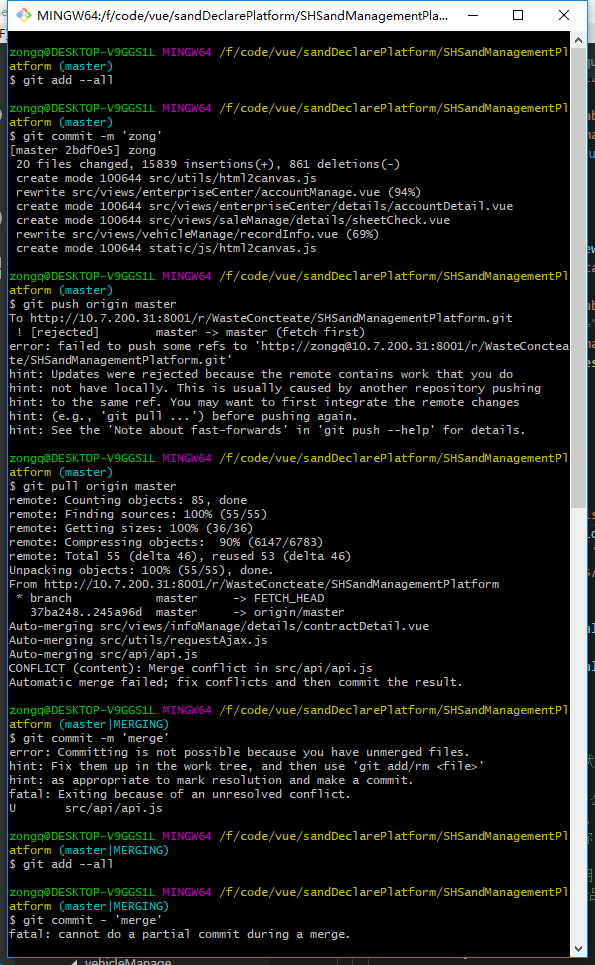 MINGW64:/f/code/vue/sandDeclarePlatform/SHSandManagementPla...
zongq@DESKTOP-V9GGS1L MINGW64 /f/code/vue/sandDeclarePlatform/SHSandManagementPl
atform (master)
$ git add --all
zongq@DESKTOP-V9GGS1L MINGW64 /f/code/vue/sandDeclarePlatform/SHSandManagementPl
atform (master)
$ git commit -m 'zong'
[master 2bdf0e5] zong
 20 files changed, 15839 insertions(+), 861 deletions(-)
 create mode 100644 src/utils/html2canvas.js
 rewrite src/views/enterpriseCenter/accountManage.vue (94%)
 create mode 100644 src/views/enterpriseCenter/details/accountDetail.vue
 create mode 100644 src/views/saleManage/details/sheetCheck.vue
 rewrite src/views/vehicleManage/recordInfo.vue (69%)
 create mode 100644 static/js/html2canvas.js
zongq@DESKTOP-V9GGS1L MINGW64 /f/code/vue/sandDeclarePlatform/SHSandManagementPl
atform (master)
$ git push origin master
To http://10.7.200.31:8001/r/WasteConcteate/SHSandManagementPlatform.git
 ! [rejected]        master -> master (fetch first)
error: failed to push some refs to 'http://zongq@10.7.200.31:8001/r/WasteConctea
te/SHSandManagementPlatform.git'
hint: Updates were rejected because the remote contains work that you do
hint: not have locally. This is usually caused by another repository pushing
hint: to the same ref. You may want to first integrate the remote changes
hint: (e.g., 'git pull ...') before pushing again.
hint: See the 'Note about fast-forwards' in 'git push --help' for details.
zongq@DESKTOP-V9GGS1L MINGW64 /f/code/vue/sandDeclarePlatform/SHSandManagementPl
atform (master)
$ git pull origin master
remote: Counting objects: 85, done
remote: Finding sources: 100% (55/55)
remote: Getting sizes: 100% (36/36)
remote: Compressing objects:  90% (6147/6783)
remote: Total 55 (delta 46), reused 53 (delta 46)
Unpacking objects: 100% (55/55), done.
From http://10.7.200.31:8001/r/WasteConcteate/SHSandManagementPlatform
 * branch            master     -> FETCH_HEAD
   37ba248..245a96d  master     -> origin/master
Auto-merging src/views/infoManage/details/contractDetail.vue
Auto-merging src/utils/requestAjax.js
Auto-merging src/api/api.js
CONFLICT (content): Merge conflict in src/api/api.js
Automatic merge failed; fix conflicts and then commit the result.
zongq@DESKTOP-V9GGS1L MINGW64 /f/code/vue/sandDeclarePlatform/SHSandManagementPl
atform (master|MERGING)
$ git commit -m 'merge'
error: Committing is not possible because you have unmerged files.
hint: Fix them up in the work tree, and then use 'git add/rm <file>'
hint: as appropriate to mark resolution and make a commit.
fatal: Exiting because of an unresolved conflict.
U       src/api/api.js
zongq@DESKTOP-V9GGS1L MINGW64 /f/code/vue/sandDeclarePlatform/SHSandManagementPl
atform (master|MERGING)
$ git add --all
zongq@DESKTOP-V9GGS1L MINGW64 /f/code/vue/sandDeclarePlatform/SHSandManagementPl
atform (master|MERGING)
$ git commit - 'merge'
fatal: cannot do a partial commit during a merge.
vehicleManage